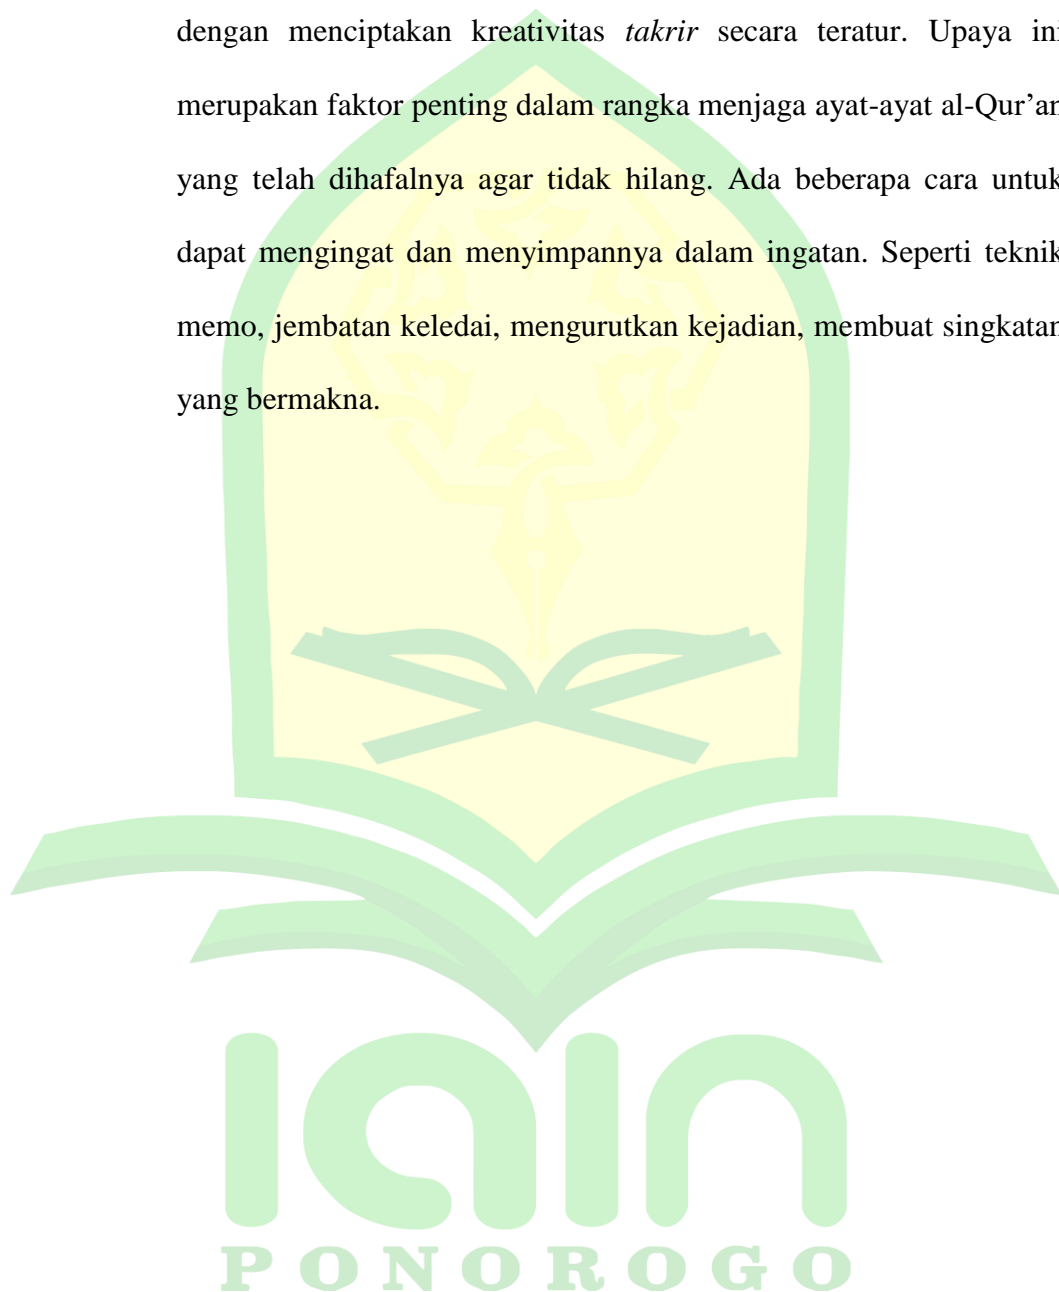 dengan menciptakan kreativitas takrir secara teratur. Upaya ini
merupakan faktor penting dalam rangka menjaga ayat-ayat al-Qur’an
yang telah dihafalnya agar tidak hilang. Ada beberapa cara untuk
dapat mengingat dan menyimpannya dalam ingatan. Seperti teknik
memo, jembatan keledai, mengurutkan kejadian, membuat singkatan
yang bermakna.
iain
PONOROGO